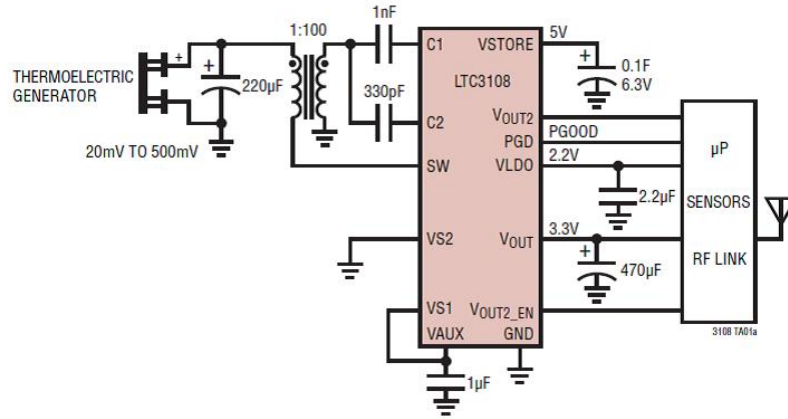 1:100
1nF
C1
VSTORE
5V
+
THERMOELECTRIC
GENERATOR
+
+
220µF
330pF
LTC3108
+
0.1F
6.3V
C2
VOUT2
PGD
PGOOD
20mV TO 500mV
SW
VLDO
2.2V
2.2µF
µP
SENSORS
RF LINK
VS2
VOUT
3.3V
+
470µF
VS1
VOUT2_EN
VAUX
GND
1µF
3108 TA01a